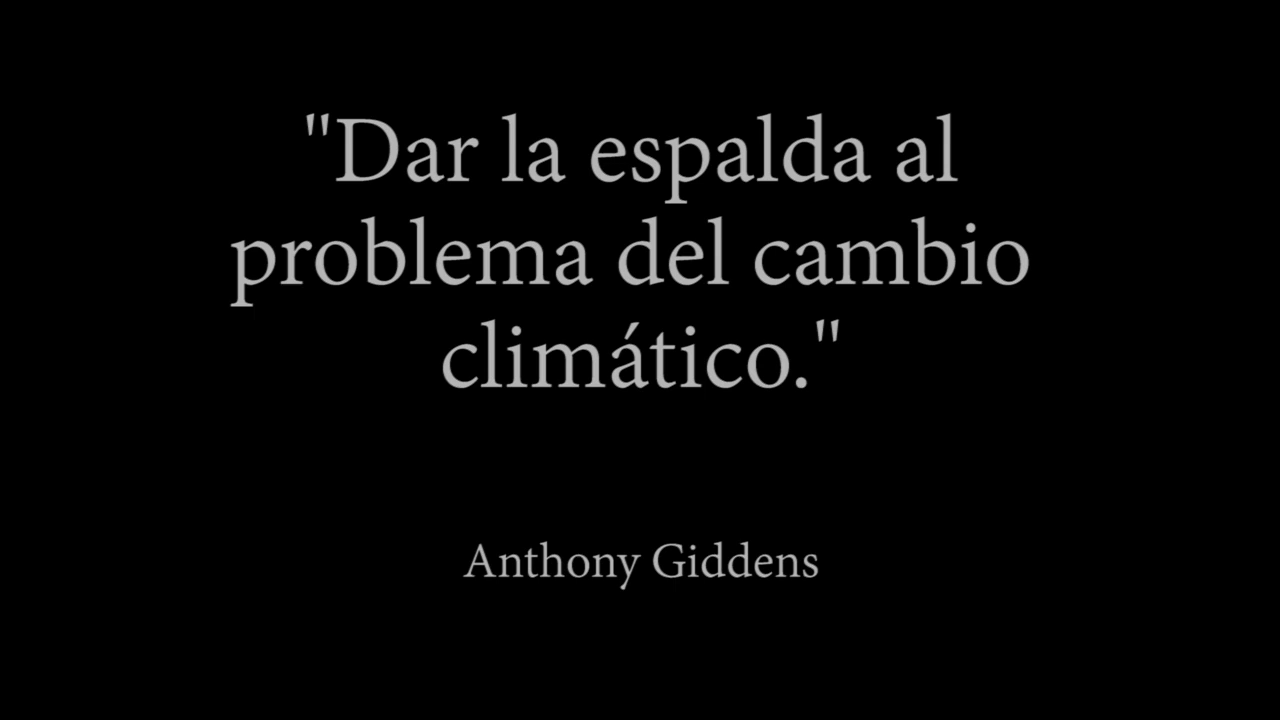 "Dar la espalda al
problema del cambio
climático."
Anthony Giddens